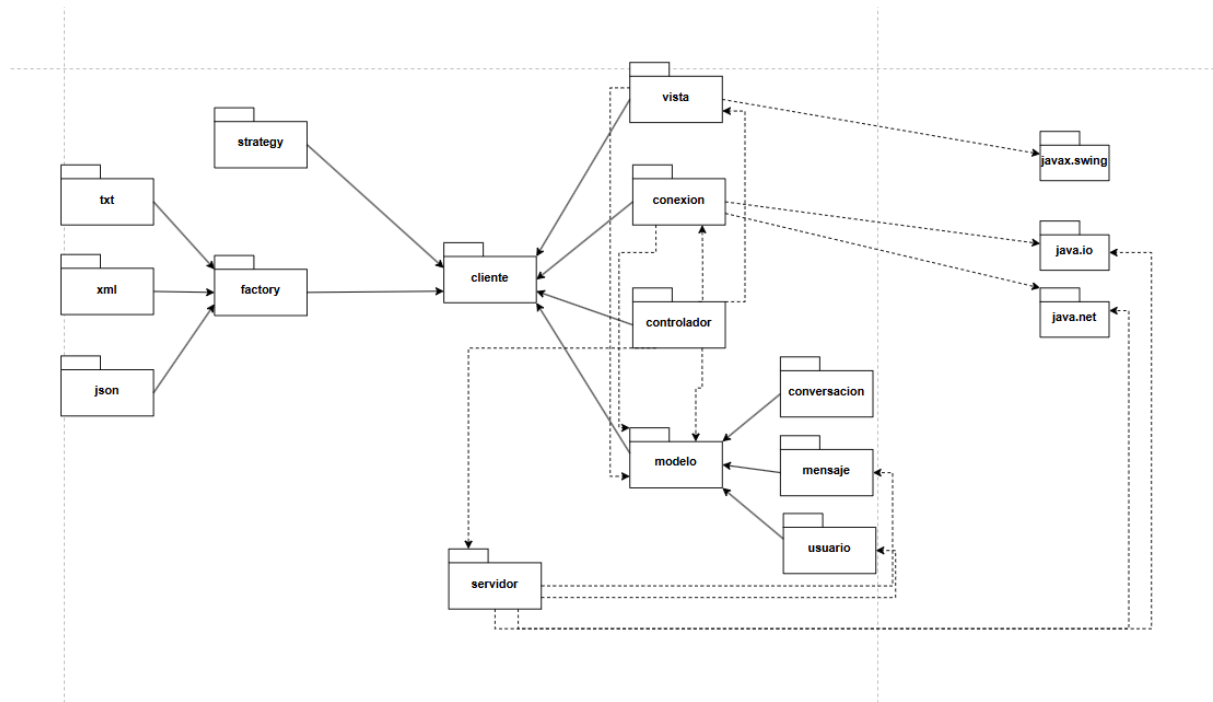 vista
strategy
javax.swing
txt
conexion
java.io
cliente
xml
factory
java.net
controlador
json
conversacion
modelo
mensaje
usuario
servidor